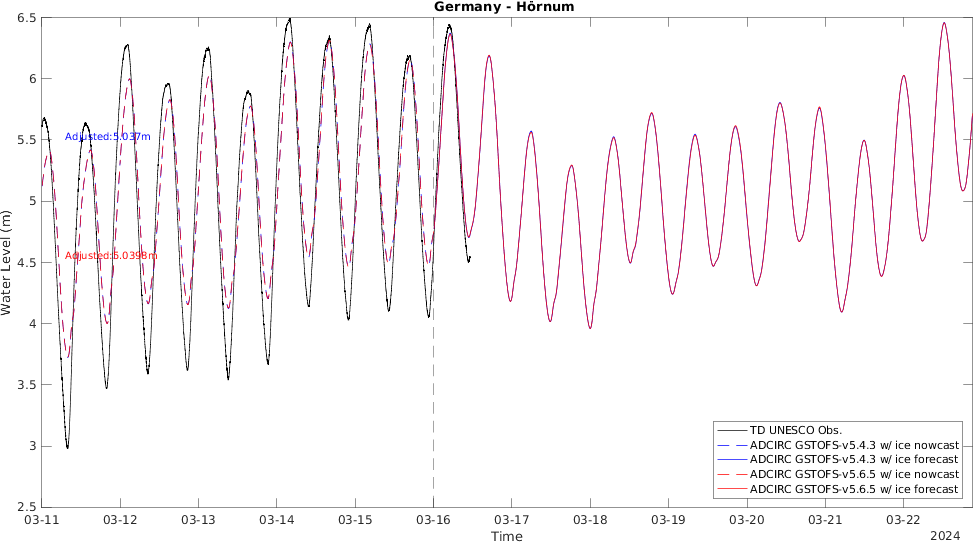 Germany - Hörnum
6.5
6
5.5
5
4.5
4
3.5
3
2.5
Water Level (m)
Adjusted:5.037m
Adjusted:5.0398m
TD UNESCO Obs.
ADCIRC GSTOFS-v5.4.3 w/ ice nowcast
ADCIRC GSTOFS-v5.4.3 w/ ice forecast
ADCIRC GSTOFS-v5.6.5 w/ ice nowcast
ADCIRC GSTOFS-v5.6.5 w/ ice forecast
03-11 03-12 03-13 03-14 03-15 03-16 03-17 03-18 03-19 03-20 03-21 03-22
Time
2024